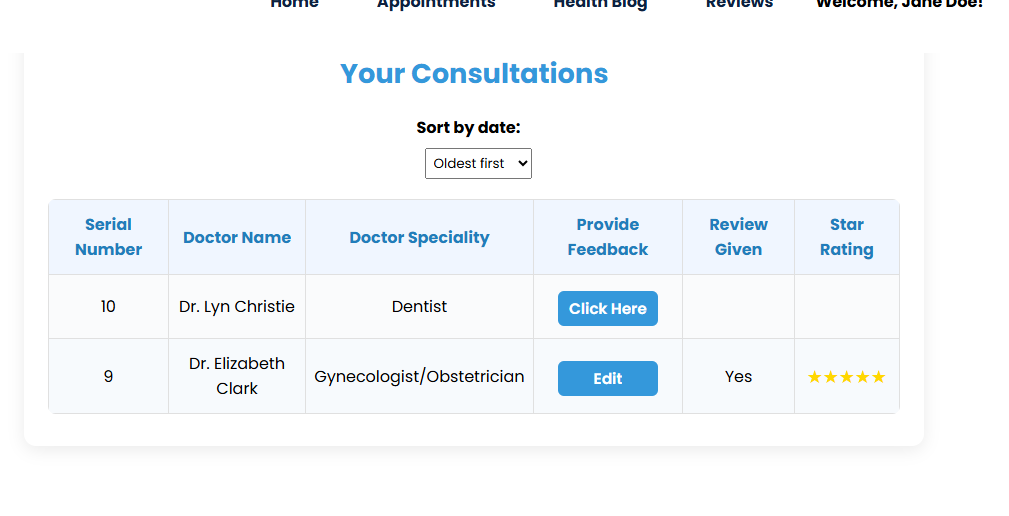 Home Appointments Health Blog Reviews Welcome, Jane Doe!
Your Consultations
Sort by date:
Oldest first
Serial Number Doctor Name Doctor Speciality Provide Feedback Review Given Star Rating
10 Dr. Lyn Christie Dentist Click Here
9 Dr. Elizabeth Clark Gynecologist/Obstetrician Edit Yes ★★★★★